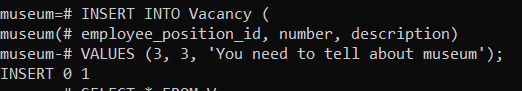 museum=# INSERT INTO Vacancy (
museum(# employee_position_id, number, description)
museum-# VALUES (3, 3, 'You need to tell about museum');
INSERT 0 1